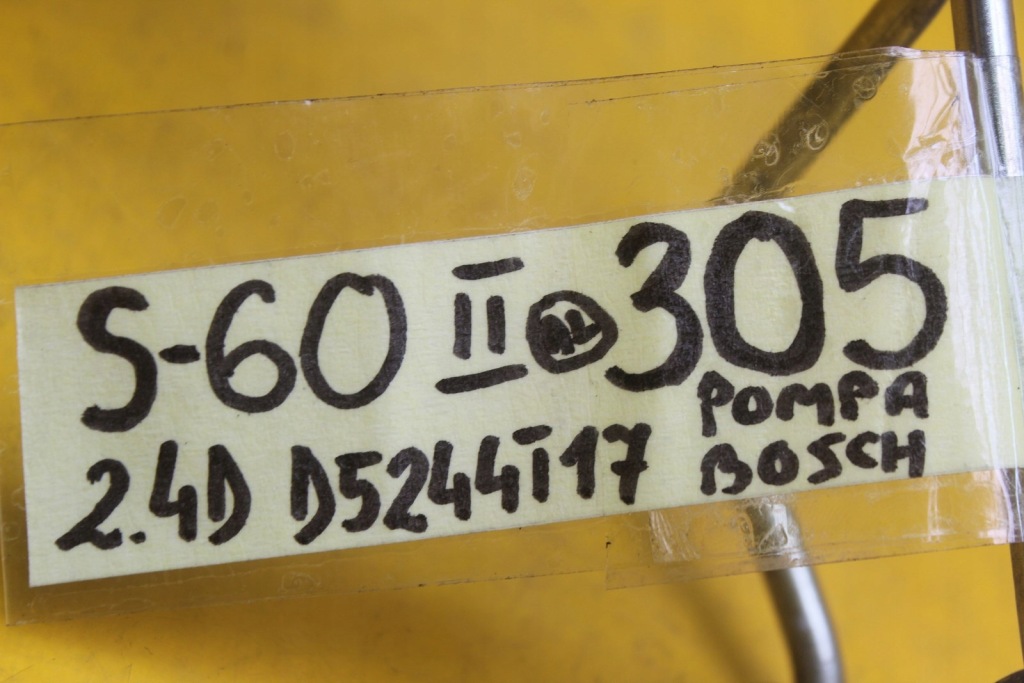 S-60 II 305
POMPA
BOSCH
2.4D D5244T17